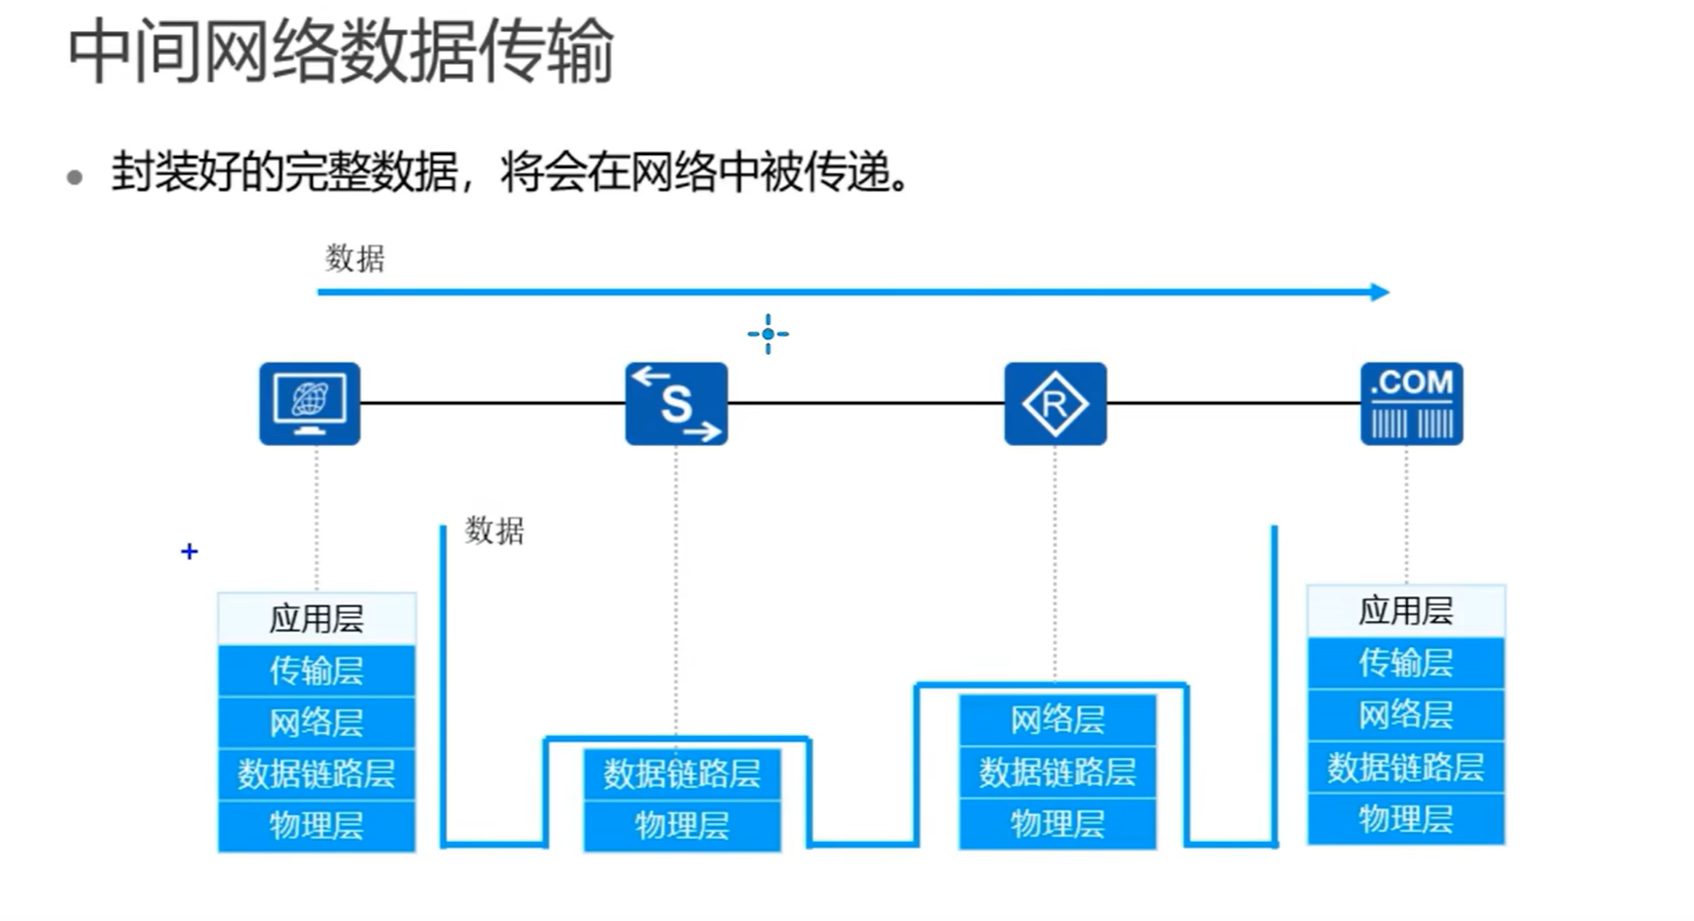 中间网络数据传输
封装好的完整数据，将会在网络中被传递。
数据
S
R
.COM
数据
应用层
传输层
网络层
数据链路层
物理层
数据链路层
物理层
网络层
数据链路层
物理层
应用层
传输层
网络层
数据链路层
物理层